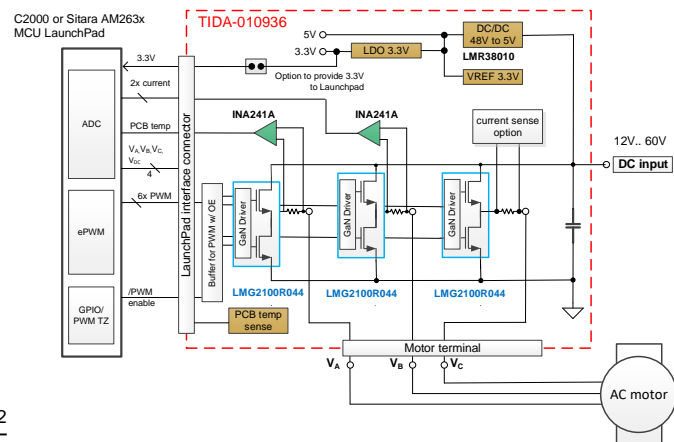 C2000 or Sitara AM263x
MCU LaunchPad
TIDA-010936
5V
3.3V
LDO 3.3V
DC/DC
48V to 5V
LMR38010
VREF 3.3V
3.3V
Option to provide 3.3V
to Launchpad
2x current
ADC
PCB temp
VA,VB,VC,
VDC
4
6x PWM
ePWM
/PWM
enable
GPIO/
PWM TZ
LaunchPad interface connector
Buffer for PWM w/ OE
INA241A
INA241A
current sense
option
12V.. 60V
DC input
GaN Driver
GaN Driver
GaN Driver
LMG2100R044
LMG2100R044
LMG2100R044
PCB temp
sense
Motor terminal
VA
VB
VC
AC motor
2